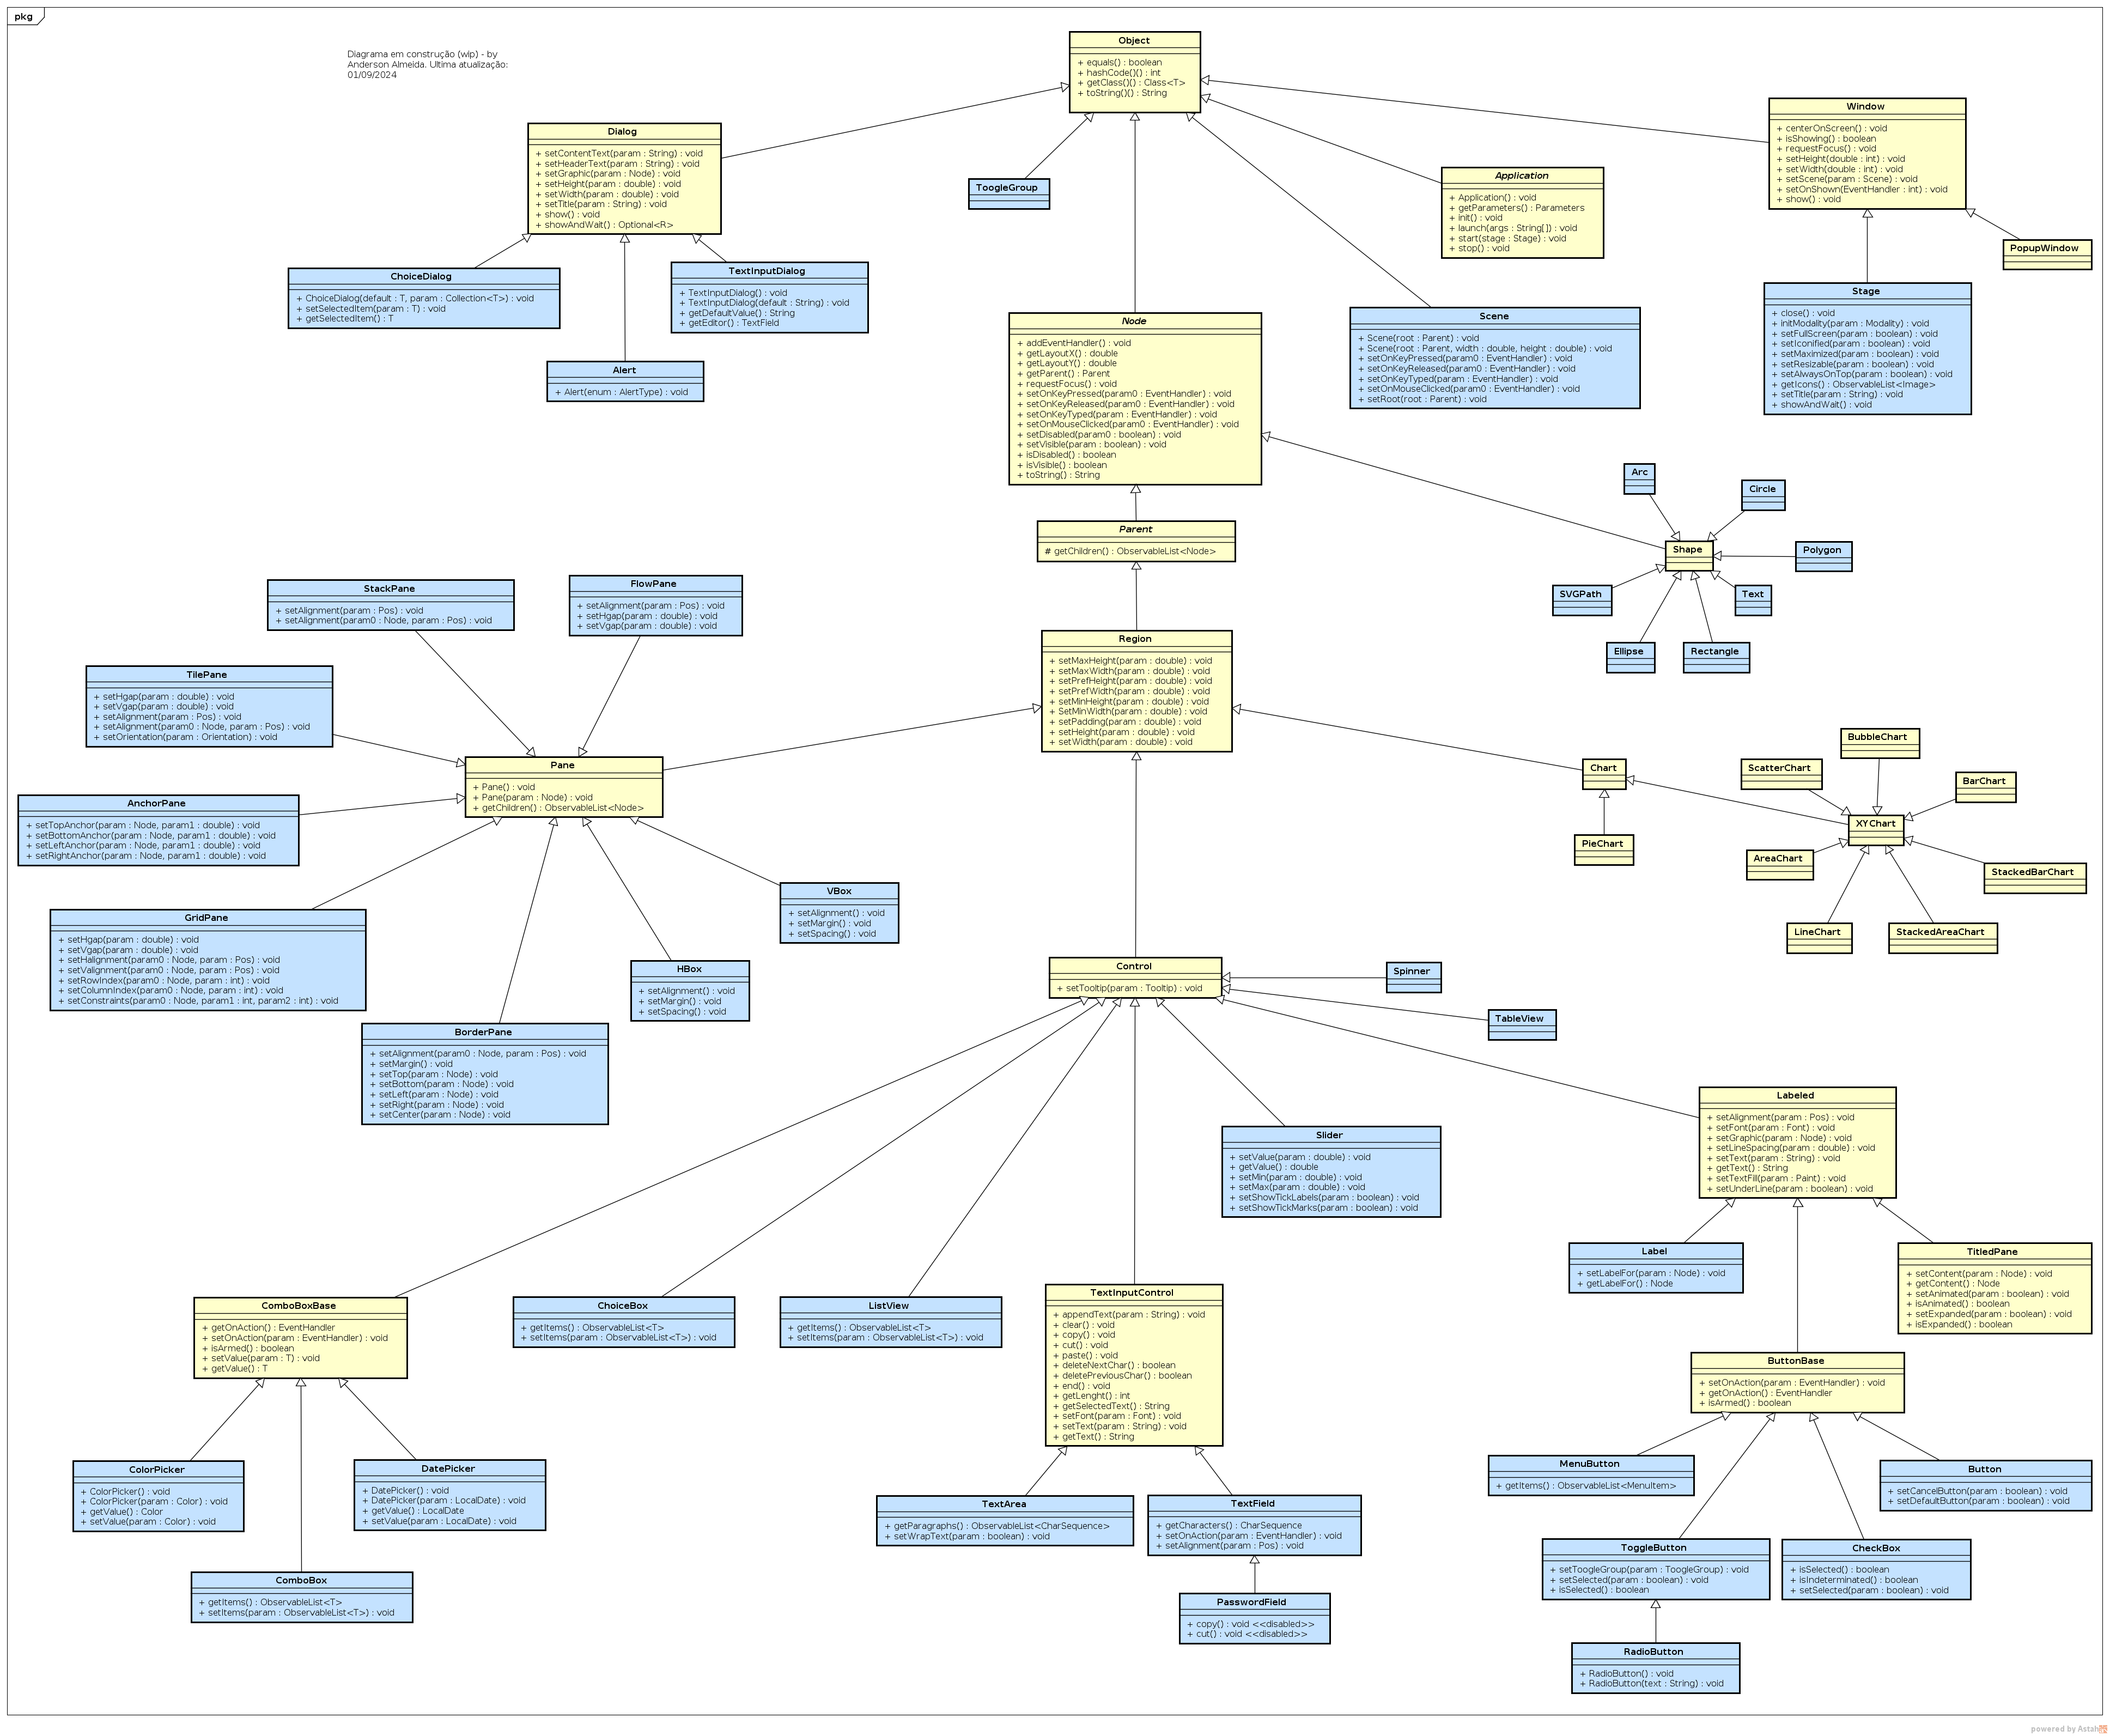 pkg
Diagrama em construção (wip) - by
Anderson Almeida. Ultima atualização:
01/09/2024
Object
+ equals() : boolean
+ hashCode()() : int
+ getClass()() : Class<T>
+ toString()() : String
Window
+ centerOnScreen() : void
+ isShowing() : boolean
+ requestFocus() : void
+ setHeight(double : int) : void
+ setWidth(double : int) : void
+ setScene(param : Scene) : void
+ setOnShown(EventHandler : int) : void
+ show() : void
Dialog
+ setContentText(param : String) : void
+ setHeaderText(param : String) : void
+ setGraphic(param : Node) : void
+ setHeight(param : double) : void
+ setWidth(param : double) : void
+ setTitle(param : String) : void
+ show() : void
+ showAndWait() : Optional<R>
ToogleGroup
Application
+ Application() : void
+ getParameters() : Parameters
+ init() : void
+ launch(args : String[]) : void
+ start(stage : Stage) : void
+ stop() : void
PopupWindow
ChoiceDialog
+ ChoiceDialog(default : T, param : Collection<T>) : void
+ setSelectedItem(param : T) : void
+ getSelectedItem() : T
TextInputDialog
+ TextInputDialog() : void
+ TextInputDialog(default : String) : void
+ getDefaultValue() : String
+ getEditor() : TextField
Alert
+ Alert(enum : AlertType) : void
Stage
+ close() : void
+ initModality(param : Modality) : void
+ setFullScreen(param : boolean) : void
+ setIconified(param : boolean) : void
+ setMaximized(param : boolean) : void
+ setResizable(param : boolean) : void
+ setAlwaysOnTop(param : boolean) : void
+ getIcons() : ObservableList<Image>
+ setTitle(param : String) : void
+ showAndWait() : void
Scene
+ Scene(root : Parent) : void
+ Scene(root : Parent, width : double, height : double) : void
+ setOnKeyPressed(param0 : EventHandler) : void
+ setOnKeyReleased(param0 : EventHandler) : void
+ setOnKeyTyped(param : EventHandler) : void
+ setOnMouseClicked(param0 : EventHandler) : void
+ setRoot(root : Parent) : void
Node
+ addEventHandler() : void
+ getLayoutX() : double
+ getLayoutY() : double
+ getParent() : Parent
+ requestFocus() : void
+ setOnKeyPressed(param0 : EventHandler) : void
+ setOnKeyReleased(param0 : EventHandler) : void
+ setOnKeyTyped(param : EventHandler) : void
+ setOnMouseClicked(param0 : EventHandler) : void
+ setDisabled(param0 : boolean) : void
+ setVisible(param : boolean) : void
+ isDisabled() : boolean
+ isVisible() : boolean
+ toString() : String
Arc
Circle
Shape
Polygon
SVGPath
Text
Ellipse
Rectangle
Parent
# getChildren() : ObservableList<Node>
StackPane
+ setAlignment(param : Pos) : void
+ setAlignment(param0 : Node, param : Pos) : void
FlowPane
+ setAlignment(param : Pos) : void
+ setHgap(param : double) : void
+ setVgap(param : double) : void
Region
+ setMaxHeight(param : double) : void
+ setMaxWidth(param : double) : void
+ setPrefHeight(param : double) : void
+ setPrefWidth(param : double) : void
+ setMinHeight(param : double) : void
+ SetMinWidth(param : double) : void
+ setPadding(param : double) : void
+ setHeight(param : double) : void
+ setWidth(param : double) : void
TilePane
+ setHgap(param : double) : void
+ setVgap(param : double) : void
+ setAlignment(param : Pos) : void
+ setAlignment(param0 : Node, param : Pos) : void
+ setOrientation(param : Orientation) : void
Pane
+ Pane() : void
+ Pane(param : Node) : void
+ getChildren() : ObservableList<Node>
AnchorPane
+ setTopAnchor(param : Node, param1 : double) : void
+ setBottomAnchor(param : Node, param1 : double) : void
+ setLeftAnchor(param : Node, param1 : double) : void
+ setRightAnchor(param : Node, param1 : double) : void
Chart
PieChart
ScatterChart
BubbleChart
BarChart
XYChart
AreaChart
StackedBarChart
LineChart
StackedAreaChart
VBox
+ setAlignment() : void
+ setMargin() : void
+ setSpacing() : void
GridPane
+ setHgap(param : double) : void
+ setVgap(param : double) : void
+ setHalignment(param0 : Node, param : Pos) : void
+ setValignment(param0 : Node, param : Pos) : void
+ setRowIndex(param0 : Node, param : int) : void
+ setColumnIndex(param0 : Node, param : int) : void
+ setConstraints(param0 : Node, param1 : int, param2 : int) : void
HBox
+ setAlignment() : void
+ setMargin() : void
+ setSpacing() : void
BorderPane
+ setAlignment(param0 : Node, param : Pos) : void
+ setMargin() : void
+ setTop(param : Node) : void
+ setBottom(param : Node) : void
+ setLeft(param : Node) : void
+ setRight(param : Node) : void
+ setCenter(param : Node) : void
Control
+ setTooltip(param : Tooltip) : void
Spinner
TableView
Slider
+ setValue(param : double) : void
+ getValue() : double
+ setMin(param : double) : void
+ setMax(param : double) : void
+ setShowTickLabels(param : boolean) : void
+ setShowTickMarks(param : boolean) : void
Labeled
+ setAlignment(param : Pos) : void
+ setFont(param : Font) : void
+ setGraphic(param : Node) : void
+ setLineSpacing(param : double) : void
+ setText(param : String) : void
+ getText() : String
+ setTextFill(param : Paint) : void
+ setUnderLine(param : boolean) : void
Label
+ setLabelFor(param : Node) : void
+ getLabelFor() : Node
TitledPane
+ setContent(param : Node) : void
+ getContent() : Node
+ setAnimated(param : boolean) : void
+ isAnimated() : boolean
+ setExpanded(param : boolean) : void
+ isExpanded() : boolean
ComboBoxBase
+ getOnAction() : EventHandler
+ setOnAction(param : EventHandler) : void
+ isArmed() : boolean
+ setValue(param : T) : void
+ getValue() : T
ChoiceBox
+ getItems() : ObservableList<T>
+ setItems(param : ObservableList<T>) : void
ListView
+ getItems() : ObservableList<T>
+ setItems(param : ObservableList<T>) : void
TextInputControl
+ appendText(param : String) : void
+ clear() : void
+ copy() : void
+ cut() : void
+ paste() : void
+ deleteNextChar() : boolean
+ deletePreviousChar() : boolean
+ end() : void
+ getLenght() : int
+ getSelectedText() : String
+ setFont(param : Font) : void
+ setText(param : String) : void
+ getText() : String
ButtonBase
+ setOnAction(param : EventHandler) : void
+ getOnAction() : EventHandler
+ isArmed() : boolean
ColorPicker
+ ColorPicker() : void
+ ColorPicker(param : Color) : void
+ getValue() : Color
+ setValue(param : Color) : void
DatePicker
+ DatePicker() : void
+ DatePicker(param : LocalDate) : void
+ getValue() : LocalDate
+ setValue(param : LocalDate) : void
ComboBox
+ getItems() : ObservableList<T>
+ setItems(param : ObservableList<T>) : void
TextArea
+ getParagraphs() : ObservableList<CharSequence>
+ setWrapText(param : boolean) : void
TextField
+ getCharacters() : CharSequence
+ setOnAction(param : EventHandler) : void
+ setAlignment(param : Pos) : void
PasswordField
+ copy() : void <<disabled>>
+ cut() : void <<disabled>>
MenuButton
+ getItems() : ObservableList<MenuItem>
Button
+ setCancelButton(param : boolean) : void
+ setDefaultButton(param : boolean) : void
ToggleButton
+ setToogleGroup(param : ToogleGroup) : void
+ setSelected(param : boolean) : void
+ isSelected() : boolean
CheckBox
+ isSelected() : boolean
+ isIndeterminated() : boolean
+ setSelected(param : boolean) : void
RadioButton
+ RadioButton() : void
+ RadioButton(text : String) : void
powered by Astah